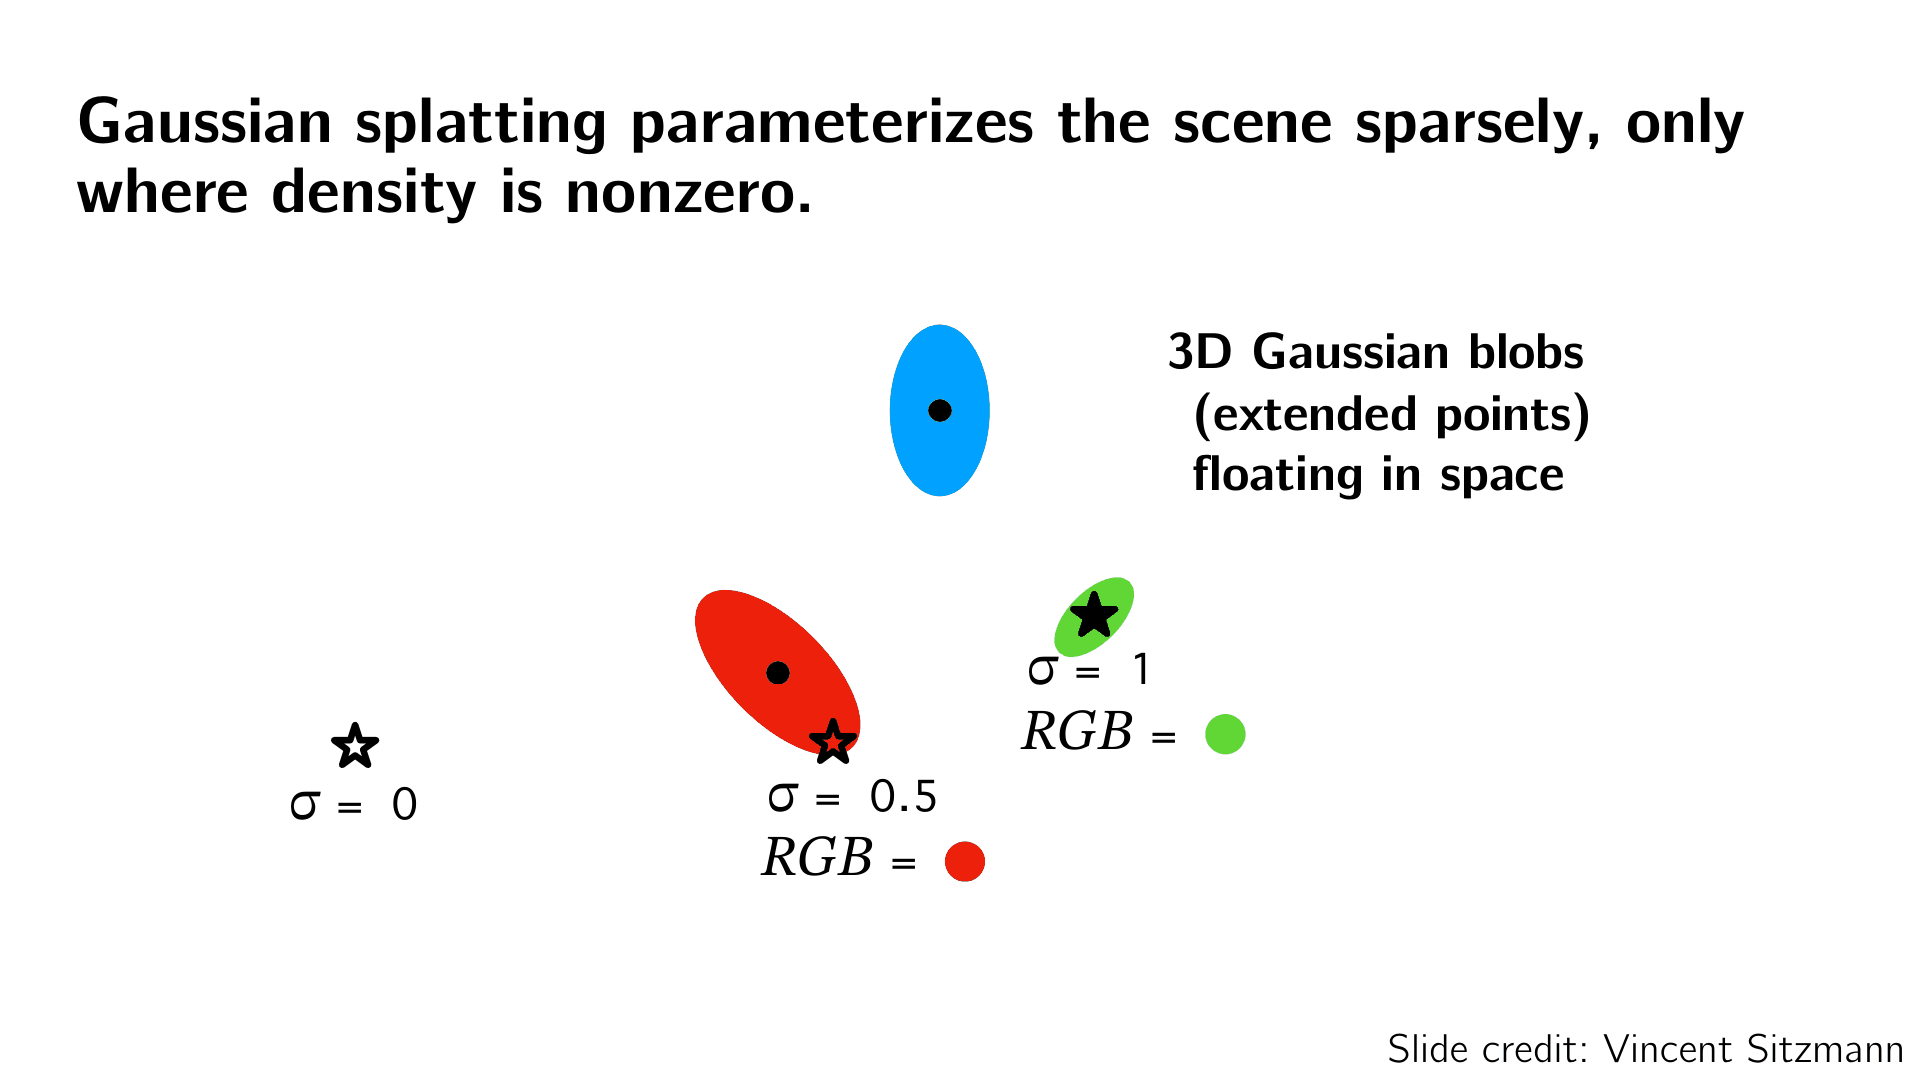 Gaussian splatting parameterizes the scene sparsely, only
where density is nonzero.
3D Gaussian blobs
(extended points)
floating in space
σ = 0
σ = 0.5
RGB =
σ = 1
RGB =
Slide credit: Vincent Sitzmann